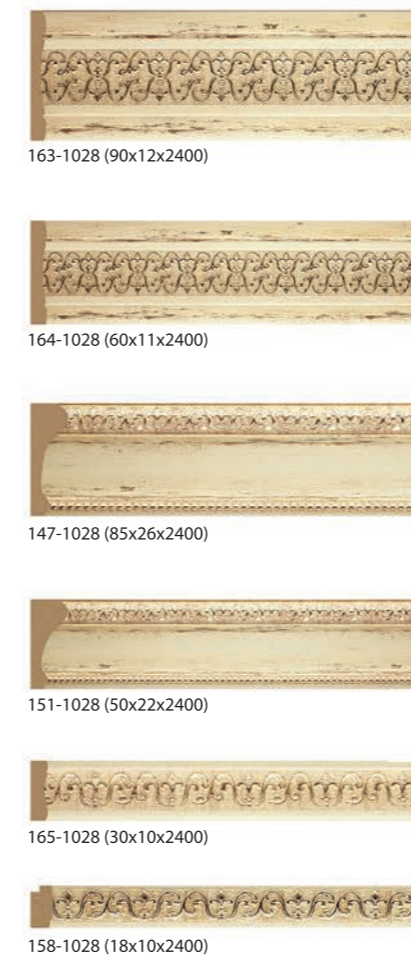 163-1028 (90x12x2400)
164-1028 (60x11x2400)
147-1028 (85x26x2400)
151-1028 (50x22x2400)
165-1028 (30x10x2400)
158-1028 (18x10x2400)